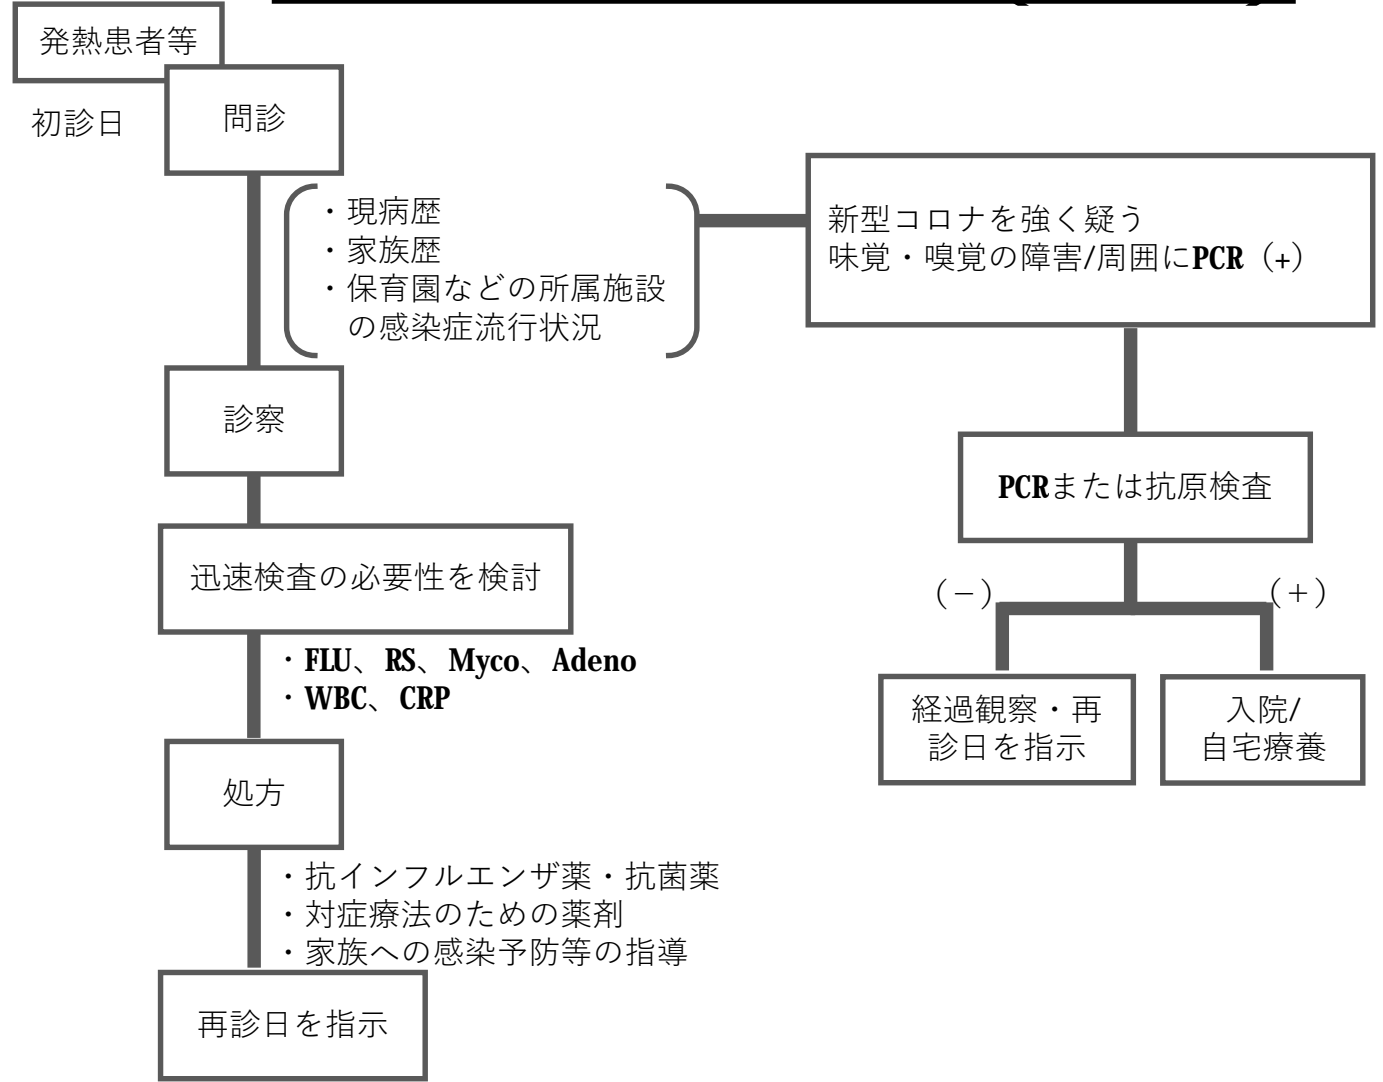 発熱患者等
初診日
問診
・現病歴
・家族歴
・保育園などの所属施設
の感染症流行状況
新型コロナを強く疑う
味覚・嗅覚の障害/周囲にPCR（+）
診察
PCRまたは抗原検査
迅速検査の必要性を検討
（－）
（＋）
・FLU、RS、Myco、Adeno
・WBC、CRP
経過観察・再
診日を指示
入院/
自宅療養
処方
・抗インフルエンザ薬・抗菌薬
・対症療法のための薬剤
・家族への感染予防等の指導
再診日を指示